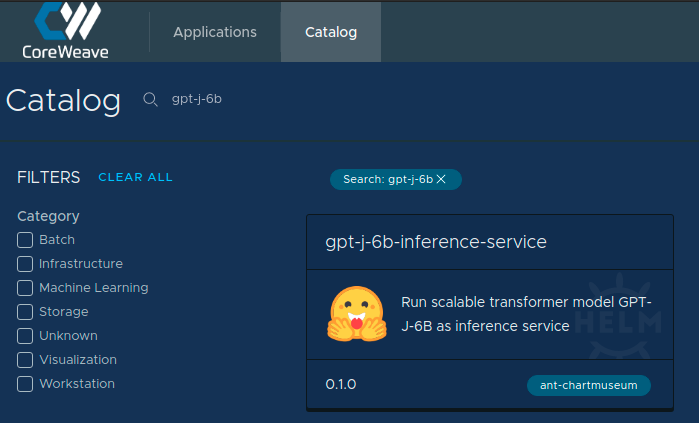 CoreWeave
Applications
Catalog
Catalog
gpt-j-6b
FILTERS
CLEAR ALL
Search: gpt-j-6b
Category
Batch
Infrastructure
Machine Learning
Storage
Unknown
Visualization
Workstation
gpt-j-6b-inference-service
Run scalable transformer model GPT-
J-6B as inference service
HELM
0.1.0
ant-chartmuseum